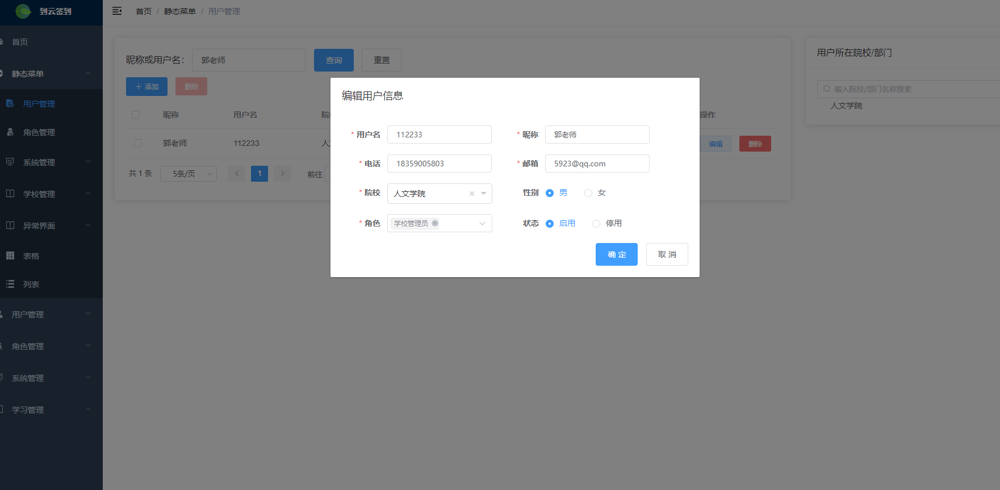 到云签到
首页
静态菜单
用户管理
角色管理
系统管理
学校管理
异常界面
表格
列表
用户管理
角色管理
系统管理
学习管理
首页 / 静态菜单 / 用户管理
昵称或用户名： 郭老师 查询 重置
+ 添加 删除
昵称 用户名 操作
郭老师 112233 编辑 删除
共 1 条 5条/页 < 1 > 前往
用户所在院校/部门
输入院校/部门名称搜索
人文学院
编辑用户信息
* 用户名 112233 * 昵称 郭老师
* 电话 18359005803 * 邮箱 5923@qq.com
* 院校 人文学院 性别 男 女
* 角色 学校管理员 状态 启用 停用
确 定 取 消